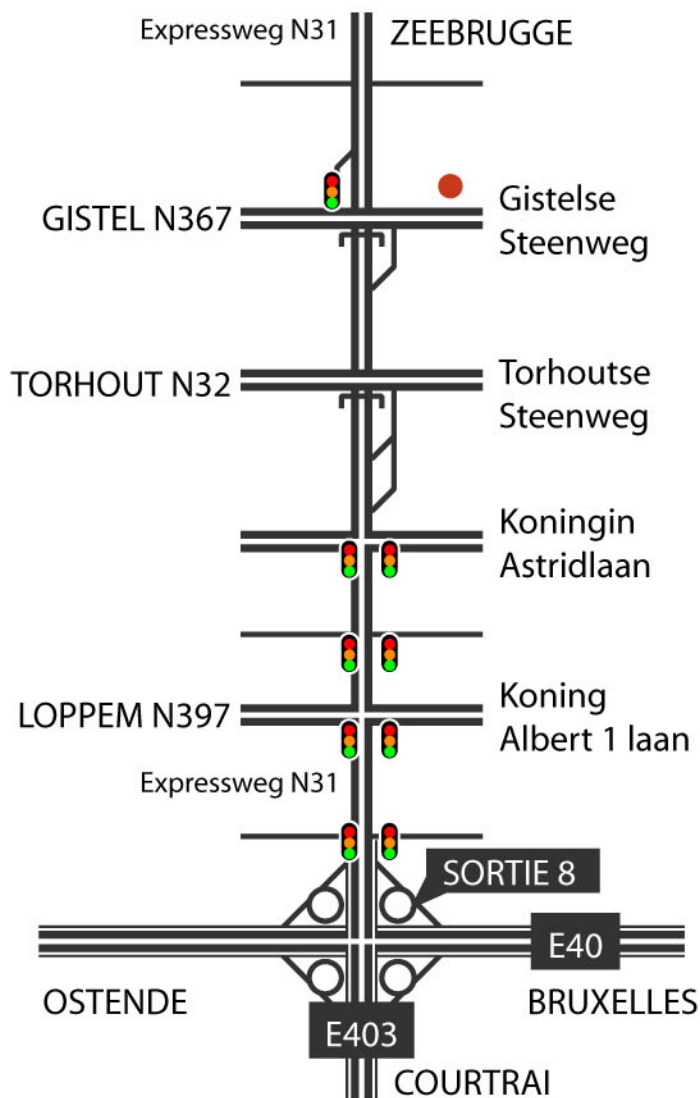 Expressweg N31
ZEEBRUGGE
GISTEL N367
Gistelse
Steenweg
TORHOUT N32
Torhoutse
Steenweg
Koningin
Astridlaan
LOPPEM N397
Koning
Albert 1 laan
Expressweg N31
SORTIE 8
E40
OSTENDE
BRUXELLES
E403
COURTRAI